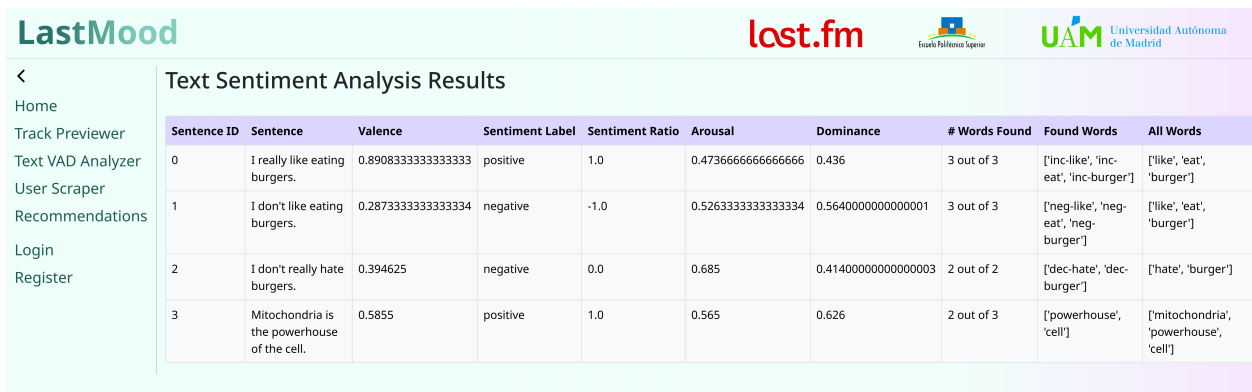 LastMood
last.fm
Escuela Politécnica Superior
UAM Universidad Autónoma
de Madrid
Home
Track Previewer
Text VAD Analyzer
User Scraper
Recommendations
Login
Register
Text Sentiment Analysis Results
Sentence ID Sentence Valence Sentiment Label Sentiment Ratio Arousal Dominance # Words Found Found Words All Words
0 I really like eating 0.8908333333333333 positive 1.0 0.4736666666666666 0.436 3 out of 3 ['inc-like', 'inc- ['like', 'eat',
burgers. eat', 'inc-burger'] 'burger']
1 I don't like eating 0.2873333333333334 negative -1.0 0.5263333333333334 0.5640000000000001 3 out of 3 ['neg-like', 'neg- ['like', 'eat',
burgers. eat', 'neg- 'burger']
burger']
2 I don't really hate 0.394625 negative 0.0 0.685 0.41400000000000003 2 out of 2 ['dec-hate', 'dec- ['hate', 'burger']
burgers. burger']
3 Mitochondria is 0.5855 positive 1.0 0.565 0.626 2 out of 3 ['powerhouse', ['mitochondria',
the powerhouse 'cell'] 'powerhouse',
of the cell. 'cell']